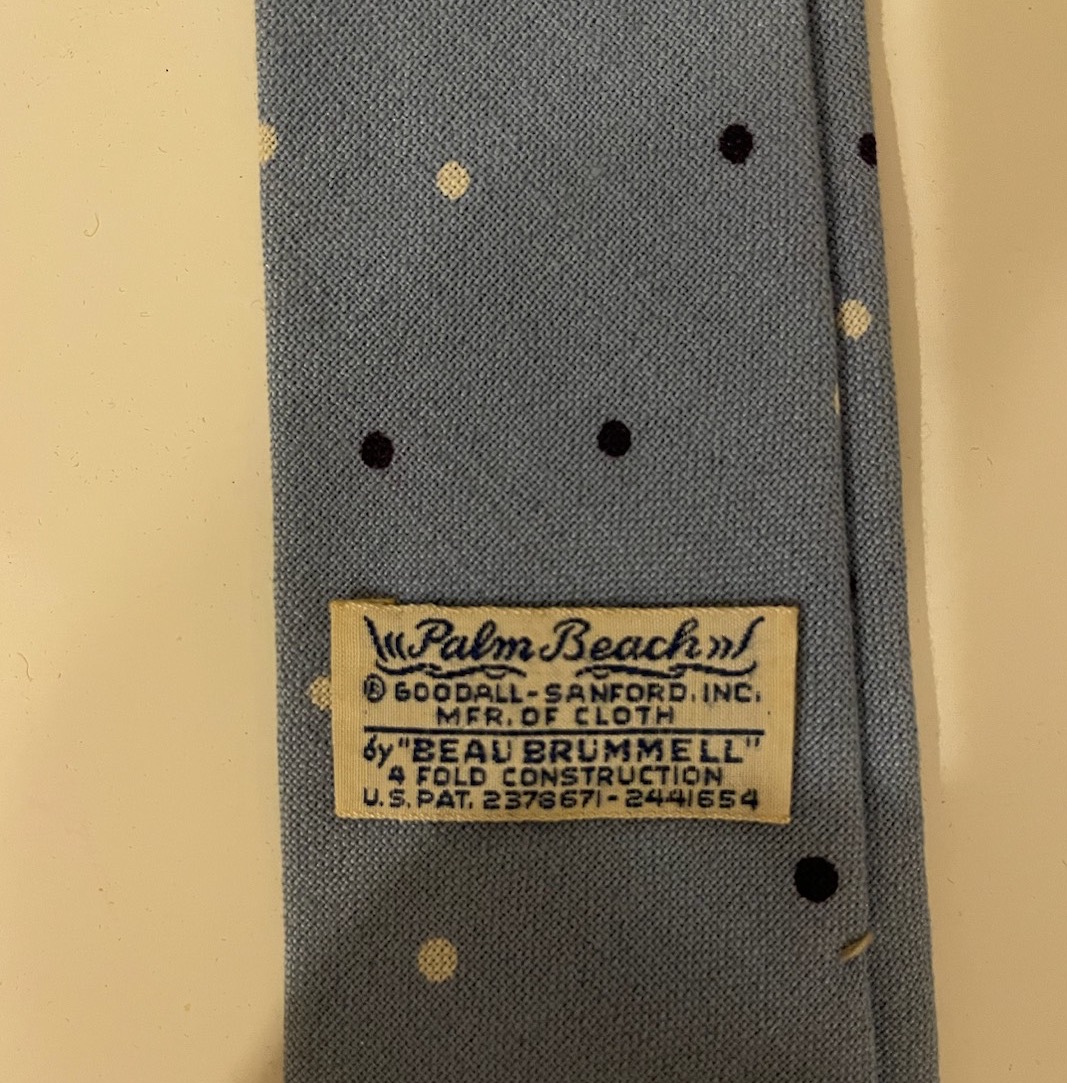 Palm Beach
® GOODALL-SANFORD, INC.
MFR. OF CLOTH
by "BEAU BRUMMELL"
4 FOLD CONSTRUCTION
U.S. PAT. 2378671-2441654